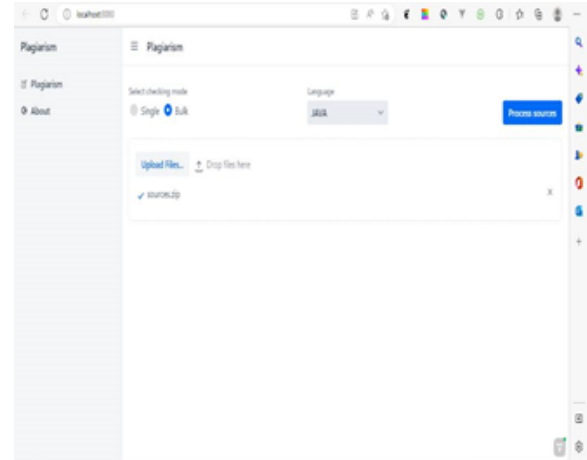 localhost:8080
Plagiarism
Plagiarism
Plagiarism
About
Select checking mode
Single
Bulk
Language
JAVA
Process sources
Upload Files...
Drop files here
sources.zip